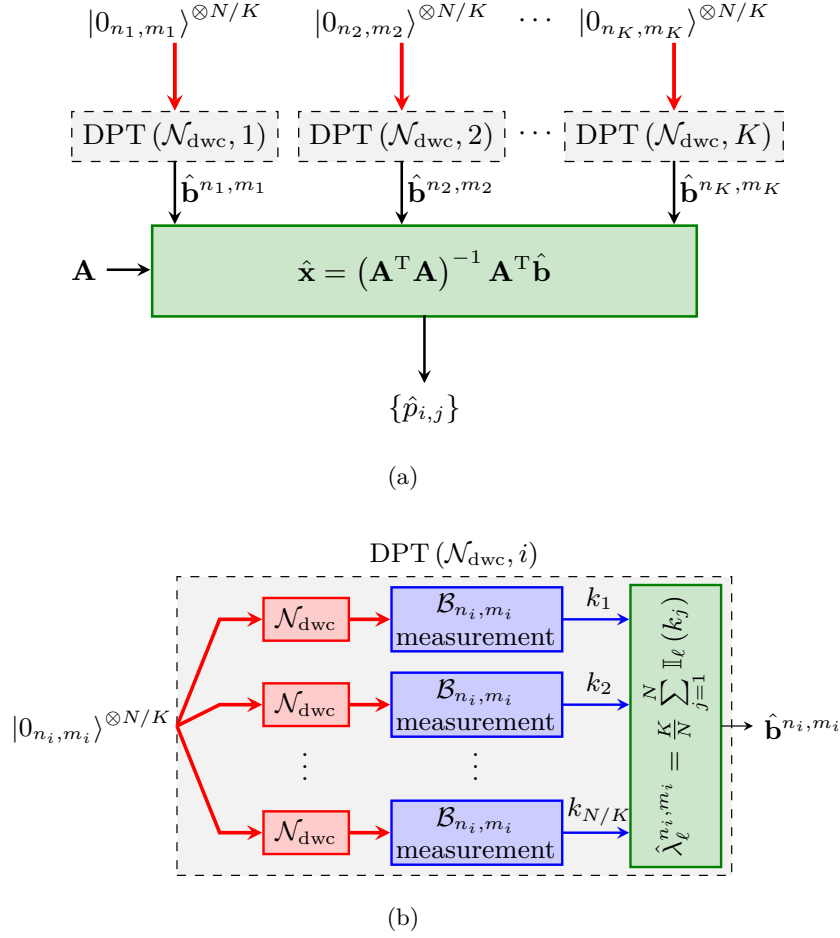 |0_{n_1,m_1}⟩^{⊗N/K} |0_{n_2,m_2}⟩^{⊗N/K} ⋯ |0_{n_K,m_K}⟩^{⊗N/K}
DPT (𝒩_dwc, 1) DPT (𝒩_dwc, 2) ⋯ DPT (𝒩_dwc, K)
b̂^{n_1,m_1} b̂^{n_2,m_2} b̂^{n_K,m_K}
A x̂ = (A^T A)^{−1} A^T b̂
{p̂_{i,j}}
(a)
DPT (𝒩_dwc, i)
𝒩_dwc ℬ_{n_i,m_i} measurement k_1
𝒩_dwc ℬ_{n_i,m_i} measurement k_2
|0_{n_i,m_i}⟩^{⊗N/K}
⋮ ⋮
𝒩_dwc ℬ_{n_i,m_i} measurement k_{N/K}
λ̂_ℓ^{n_i,m_i} = K/N ∑_{j=1}^{N} 𝕀_ℓ (k_j)
b̂^{n_i,m_i}
(b)